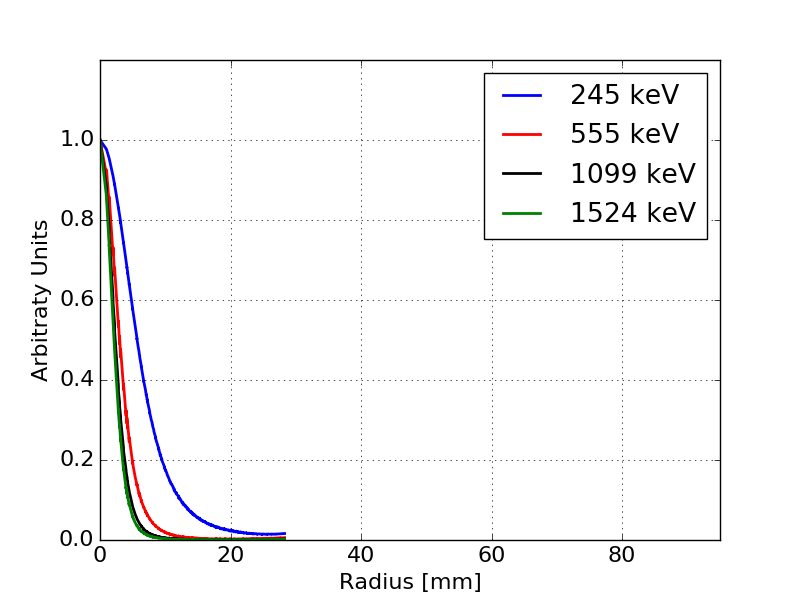 245 keV
555 keV
1099 keV
1524 keV
1.0
0.8
0.6
0.4
0.2
0.0
Arbitraty Units
0 20 40 60 80
Radius [mm]